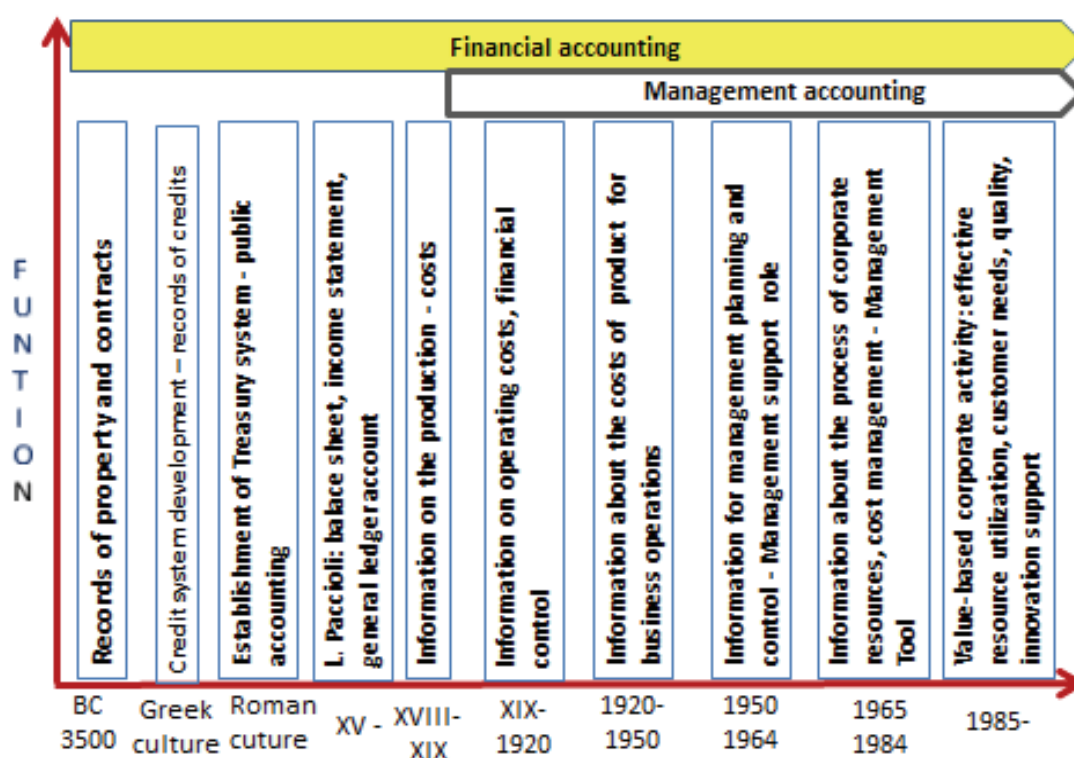 Financial accounting
Management accounting
F
U
N
T
I
O
N
Records of property and contracts
Credit system development – records of credits
Establishment of Treasury system - public
accounting
L. Paccioli: balace sheet, income statement,
general ledger account
Information on the production - costs
Information on operating costs, financial
control
Information about the costs of product for
business operations
Information for management planning and
control - Management support role
Information about the process of corporate
resources, cost management - Management
Tool
Value-based corporate activity: effective
resource utilization, customer needs, quality,
innovation support
BC
3500
Greek
culture
Roman
cuture
XV -
XVIII-
XIX
XIX-
1920
1920-
1950
1950
1964
1965
1984
1985-